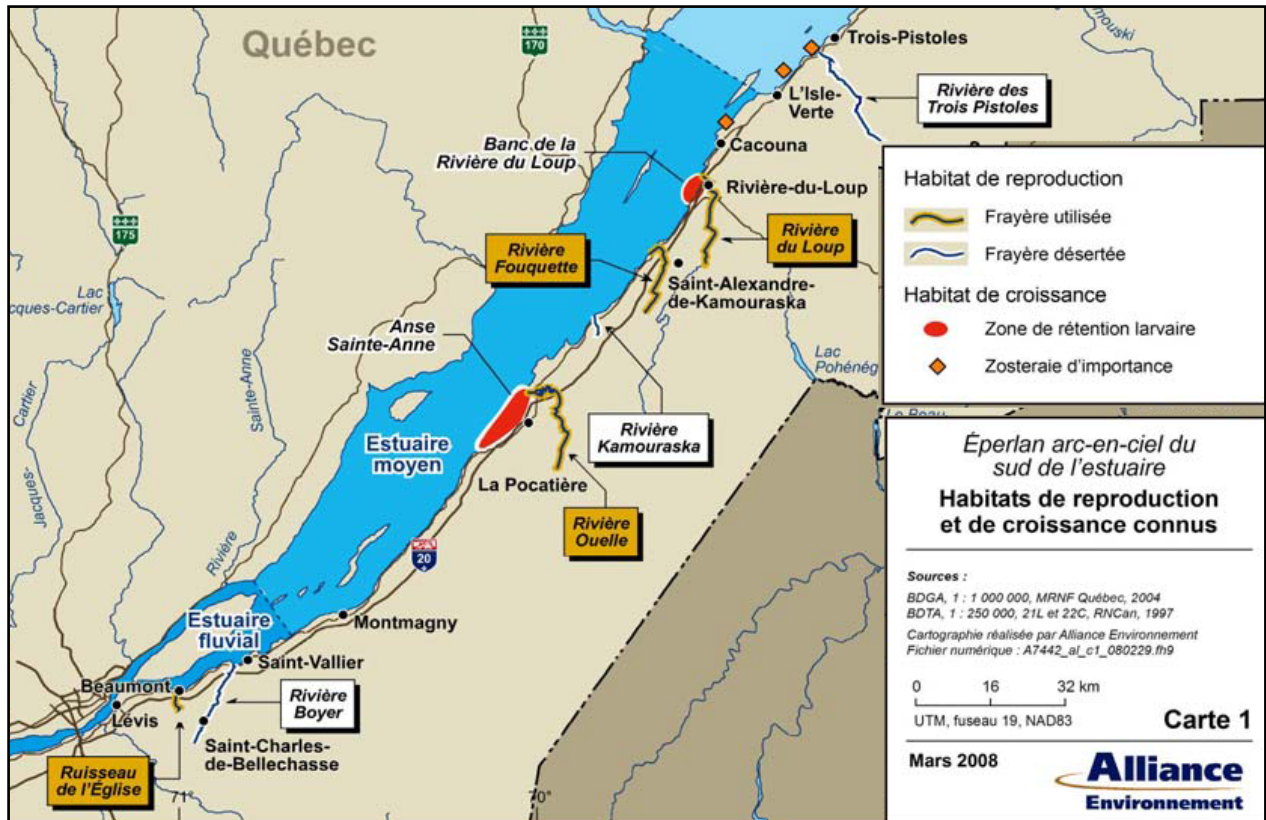 Québec
170
175
20
Trois-Pistoles
L'Isle-
Verte
Cacouna
Rivière-du-Loup
Saint-Alexandre-
de-Kamouraska
La Pocatière
Montmagny
Saint-Vallier
Beaumont
Lévis
Saint-Charles-
de-Bellechasse
Rivière des
Trois Pistoles
Banc de la
Rivière du Loup
Rivière
du Loup
Rivière
Fouquette
Anse
Sainte-Anne
Rivière
Kamouraska
Rivière
Ouelle
Rivière
Boyer
Ruisseau
de l'Église
Estuaire
moyen
Estuaire
fluvial
Lac
cques-Cartier
Jacques-
Cartier
Rivière
Sainte-Anne
Lac
Pohénég
mouski
71°
70
Habitat de reproduction
Frayère utilisée
Frayère désertée
Habitat de croissance
Zone de rétention larvaire
Zosteraie d'importance
Éperlan arc-en-ciel du
sud de l'estuaire
Habitats de reproduction
et de croissance connus
Sources :
BDGA, 1 : 1 000 000, MRNF Québec, 2004
BDTA, 1 : 250 000, 21L et 22C, RNCan, 1997
Cartographie réalisée par Alliance Environnement
Fichier numérique : A7442_al_c1_080229.fh9
0 16 32 km
UTM, fuseau 19, NAD83
Carte 1
Mars 2008
Alliance
Environnement